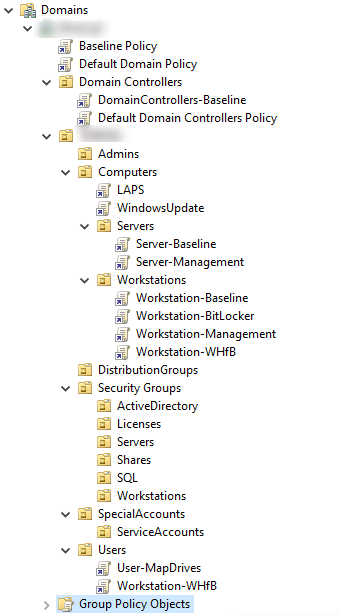 Domains
Baseline Policy
Default Domain Policy
Domain Controllers
DomainControllers-Baseline
Default Domain Controllers Policy
Admins
Computers
LAPS
WindowsUpdate
Servers
Server-Baseline
Server-Management
Workstations
Workstation-Baseline
Workstation-BitLocker
Workstation-Management
Workstation-WHfB
DistributionGroups
Security Groups
ActiveDirectory
Licenses
Servers
Shares
SQL
Workstations
SpecialAccounts
ServiceAccounts
Users
User-MapDrives
Workstation-WHfB
Group Policy Objects